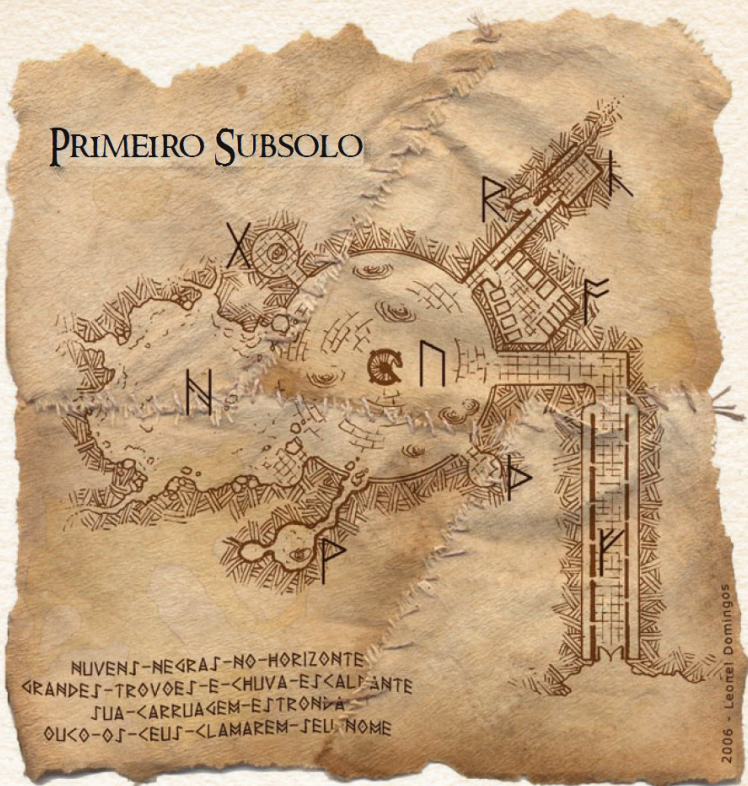 PRIMEIRO SUBSOLO
ᚱ
ᚳ
ᚷ
ᚩ
ᚢ
ᚻ
ᚦ
ᚹ
ᚠ
NUVENS-NEGRAS-NO-HORIZONTE
GRANDES-TROVOES-E-CHUVA-ESCALDANTE
SUA-CARRUAGEM-ESTRONDA
OUCO-OS-CEUS-CLAMAREM-SEU NOME
2006 - Leonel Domingos